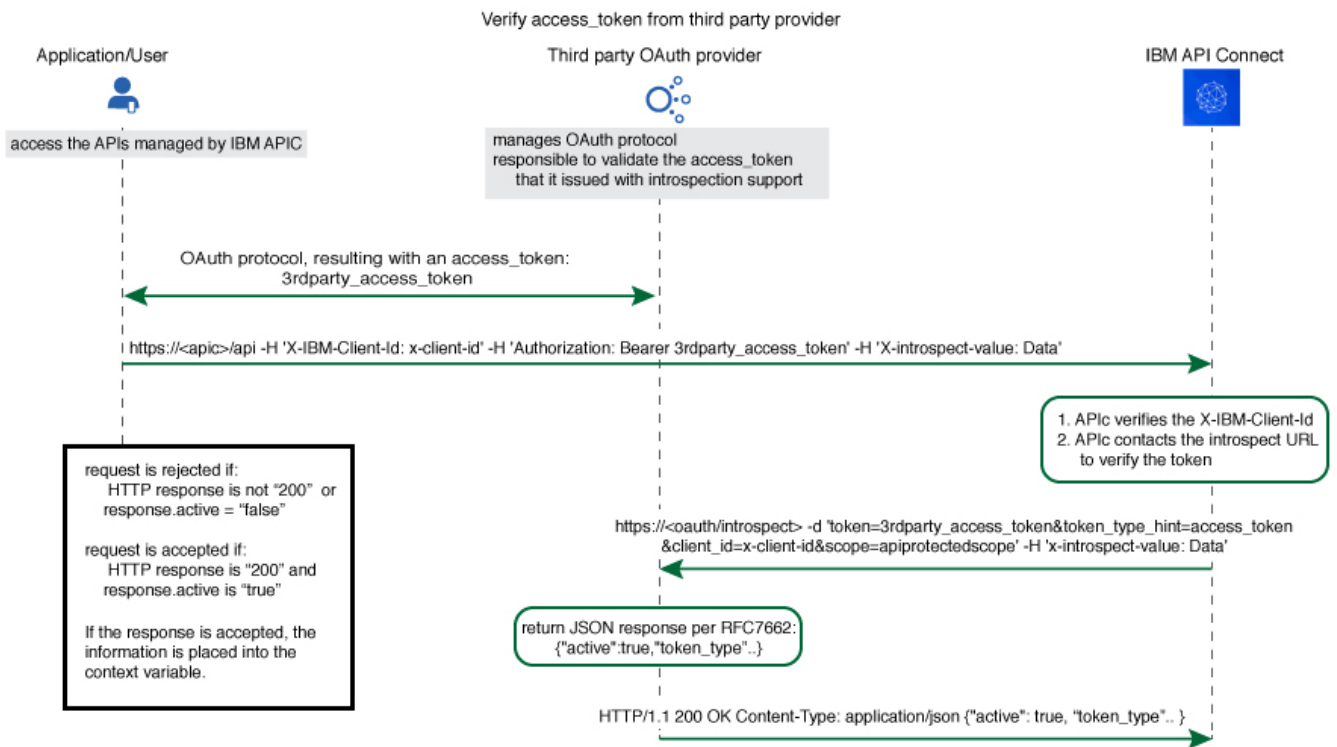 Verify access_token from third party provider
Application/User
Third party OAuth provider
IBM API Connect
access the APIs managed by IBM APIC
manages OAuth protocol
responsible to validate the access_token
that it issued with introspection support
OAuth protocol, resulting with an access_token:
3rdparty_access_token
https://<apic>/api -H 'X-IBM-Client-Id: x-client-id' -H 'Authorization: Bearer 3rdparty_access_token' -H 'X-introspect-value: Data'
1. APIc verifies the X-IBM-Client-Id
2. APIc contacts the introspect URL
to verify the token
request is rejected if:
HTTP response is not “200” or
response.active = “false”
request is accepted if:
HTTP response is “200” and
response.active is “true”
If the response is accepted, the
information is placed into the
context variable.
https://<oauth/introspect> -d 'token=3rdparty_access_token&token_type_hint=access_token
&client_id=x-client-id&scope=apiprotectedscope' -H 'x-introspect-value: Data'
return JSON response per RFC7662:
{"active":true,"token_type"..}
HTTP/1.1 200 OK Content-Type: application/json {"active": true, "token_type".. }